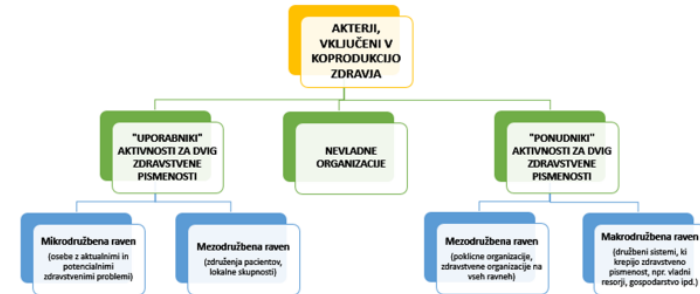 AKTERJI,
VKLJUČENI V
KOPRODUKCIJO
ZDRAVJA
"UPORABNIKI"
AKTIVNOSTI ZA DVIG
ZDRAVSTVENE
PISMENOSTI
NEVLADNE
ORGANIZACIJE
"PONUDNIKI"
AKTIVNOSTI ZA DVIG
ZDRAVSTVENE
PISMENOSTI
Mikrodružbena raven
(osebe z aktualnimi in
potencialnimi
zdravstvenimi problemi)
Mezodružbena raven
(združenja pacientov,
lokalne skupnosti)
Mezodružbena raven
(poklicne organizacije,
zdravstvene organizacije na
vseh ravneh)
Makrodružbena raven
(družbeni sistemi, ki
krepijo zdravstveno
pismenost, npr. vladni
resorji, gospodarstvo ipd.)